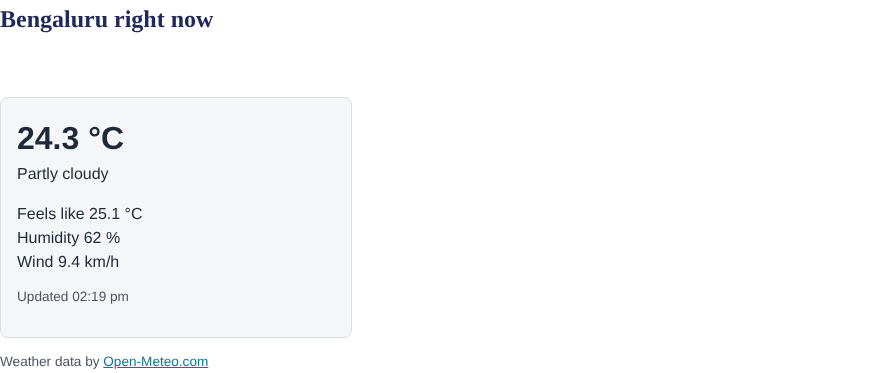 Bengaluru right now
24.3 °C
Partly cloudy
Feels like 25.1 °C
Humidity 62 %
Wind 9.4 km/h
Updated 02:19 pm
Weather data by Open-Meteo.com